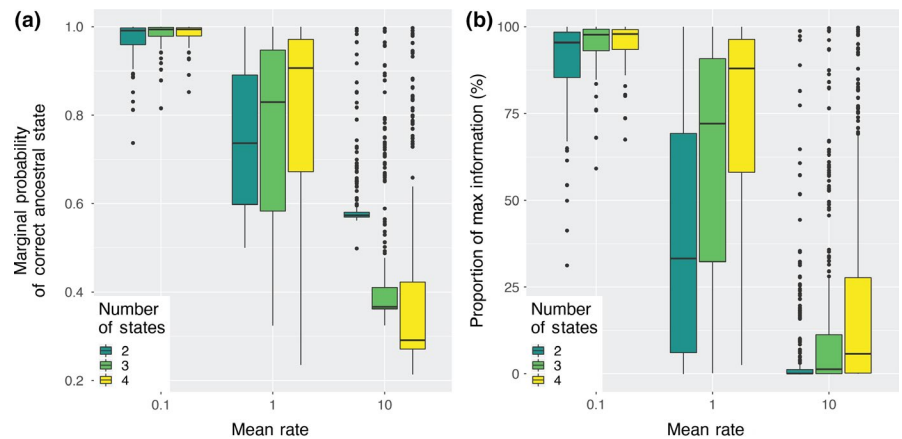 (a)
1.0
0.8
0.6
0.4
0.2
Marginal probability
of correct ancestral state
Number
of states
2
3
4
0.1 1 10
Mean rate
(b)
100
75
50
25
0
Proportion of max information (%)
Number
of states
2
3
4
0.1 1 10
Mean rate